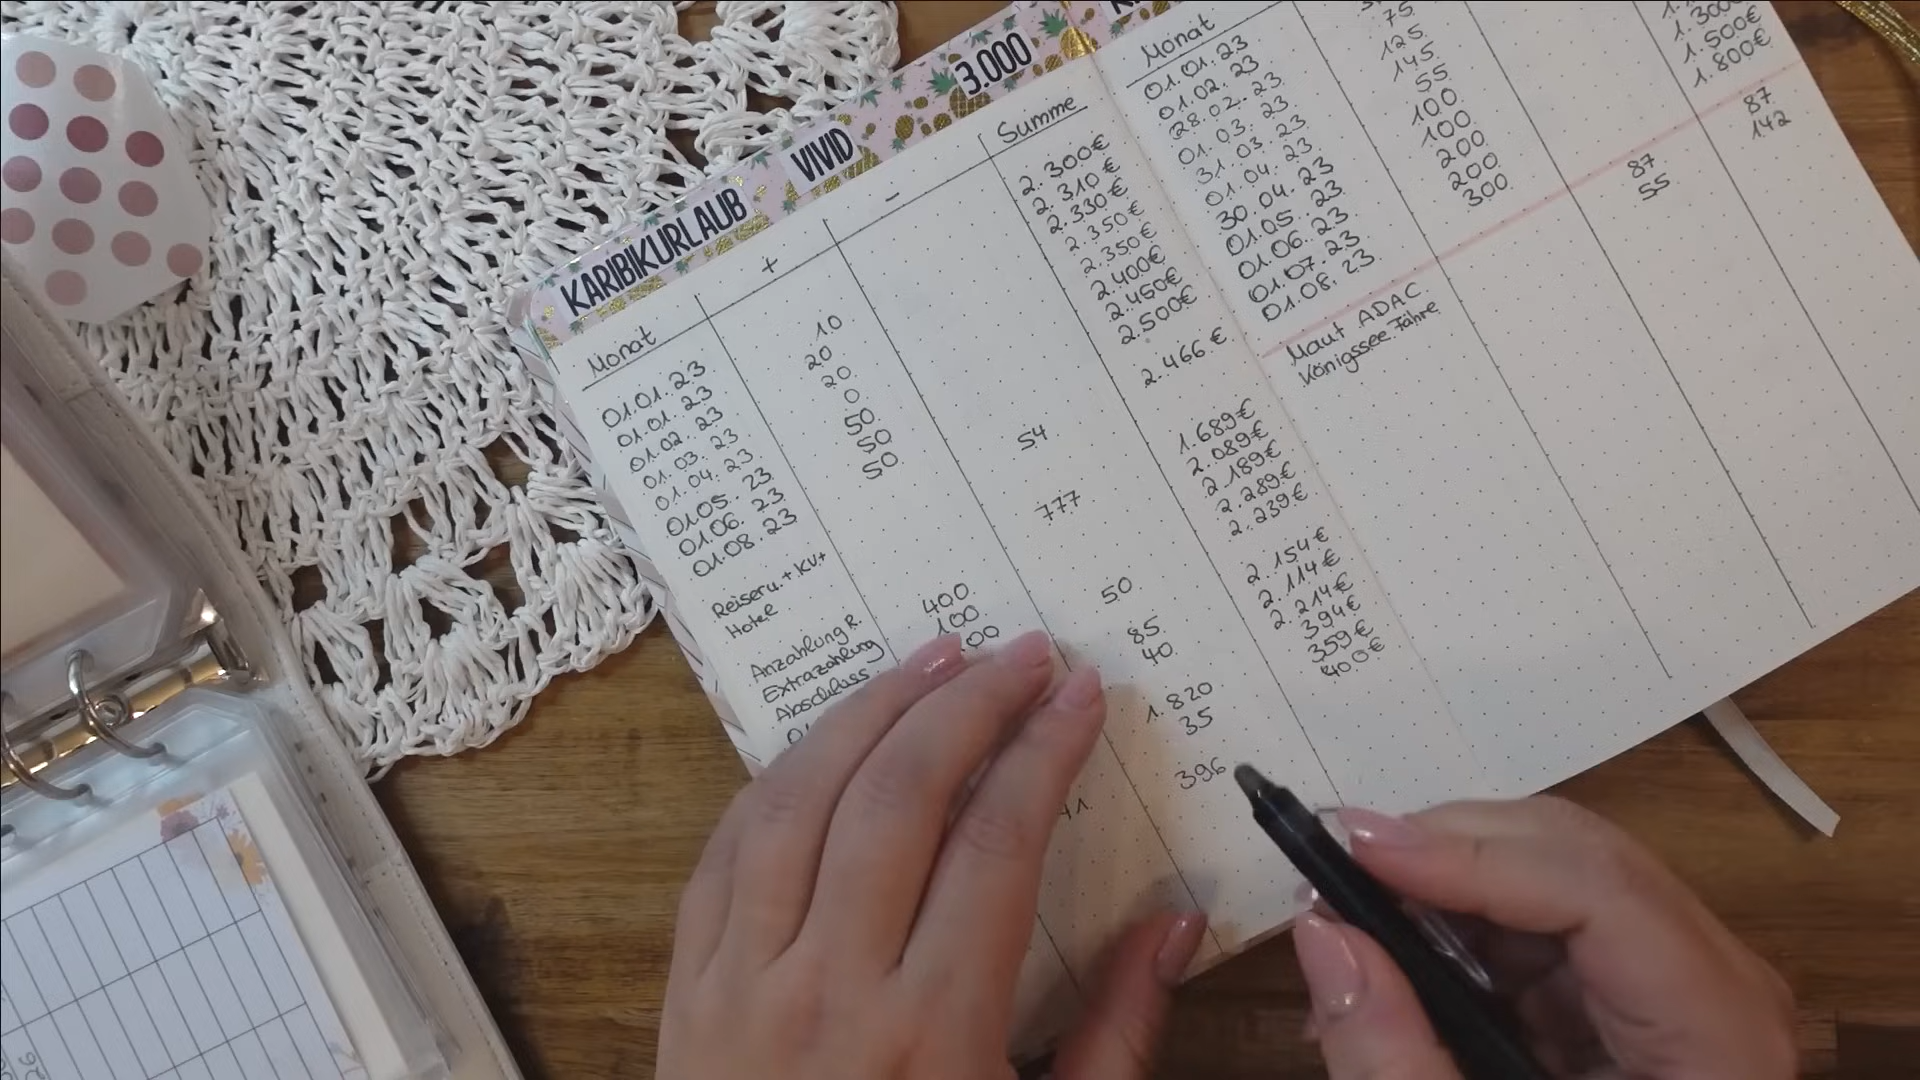 KARIBIKURLAUB VIVID 3.000
Monat + - Summe
2.300€
01.01.23 10 2.310€
01.01.23 20 2.330€
01.02.23 20 2.350€
01.03.23 0 2.350€
01.04.23 50 2.400€
01.05.23 50 2.450€
01.06.23 50 2.500€
01.08.23
54 2.466€
Reiserü.+KV+
Hotel 777 1.689€
Anzahlung R. 400 2.089€
Extrazahlung 100 2.189€
Abschluss 00 2.289€
50 2.239€
85 2.154€
40 2.114€
2.214€
1.820 394€
35 359€
41 400€
396
Monat
01.01.23 75
01.02.23 125
28.02.23 145
01.03.23 55
31.03.23 100
01.04.23 100
30.04.23 200
01.05.23 200
01.06.23 300
01.07.23
01.08.23
1.300€
1.500€
1.800€
Maut ADAC 87 87
Königssee Fähre 55 142